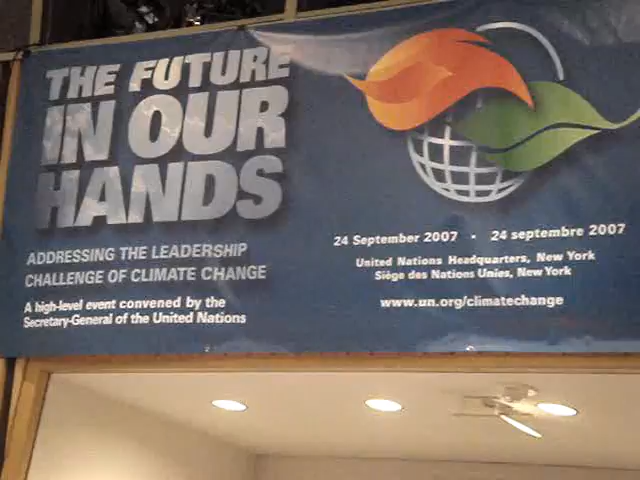 THE FUTURE
IN OUR
HANDS
ADDRESSING THE LEADERSHIP
CHALLENGE OF CLIMATE CHANGE
A high-level event convened by the
Secretary-General of the United Nations
24 September 2007 • 24 septembre 2007
United Nations Headquarters, New York
Siège des Nations Unies, New York
www.un.org/climatechange